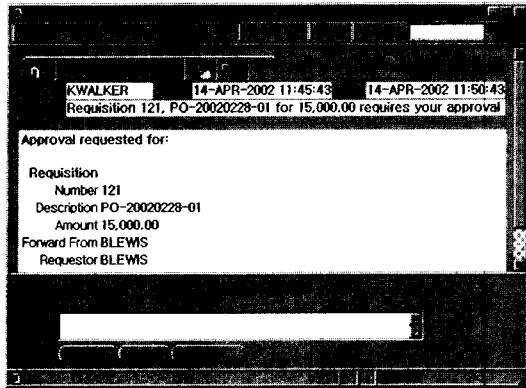 KWALKER 14-APR-2002 11:45:43 14-APR-2002 11:50:43
Requisition 121, PO-20020228-01 for 15,000.00 requires your approval
Approval requested for:
Requisition
Number 121
Description PO-20020228-01
Amount 15,000.00
Forward From BLEWIS
Requestor BLEWIS